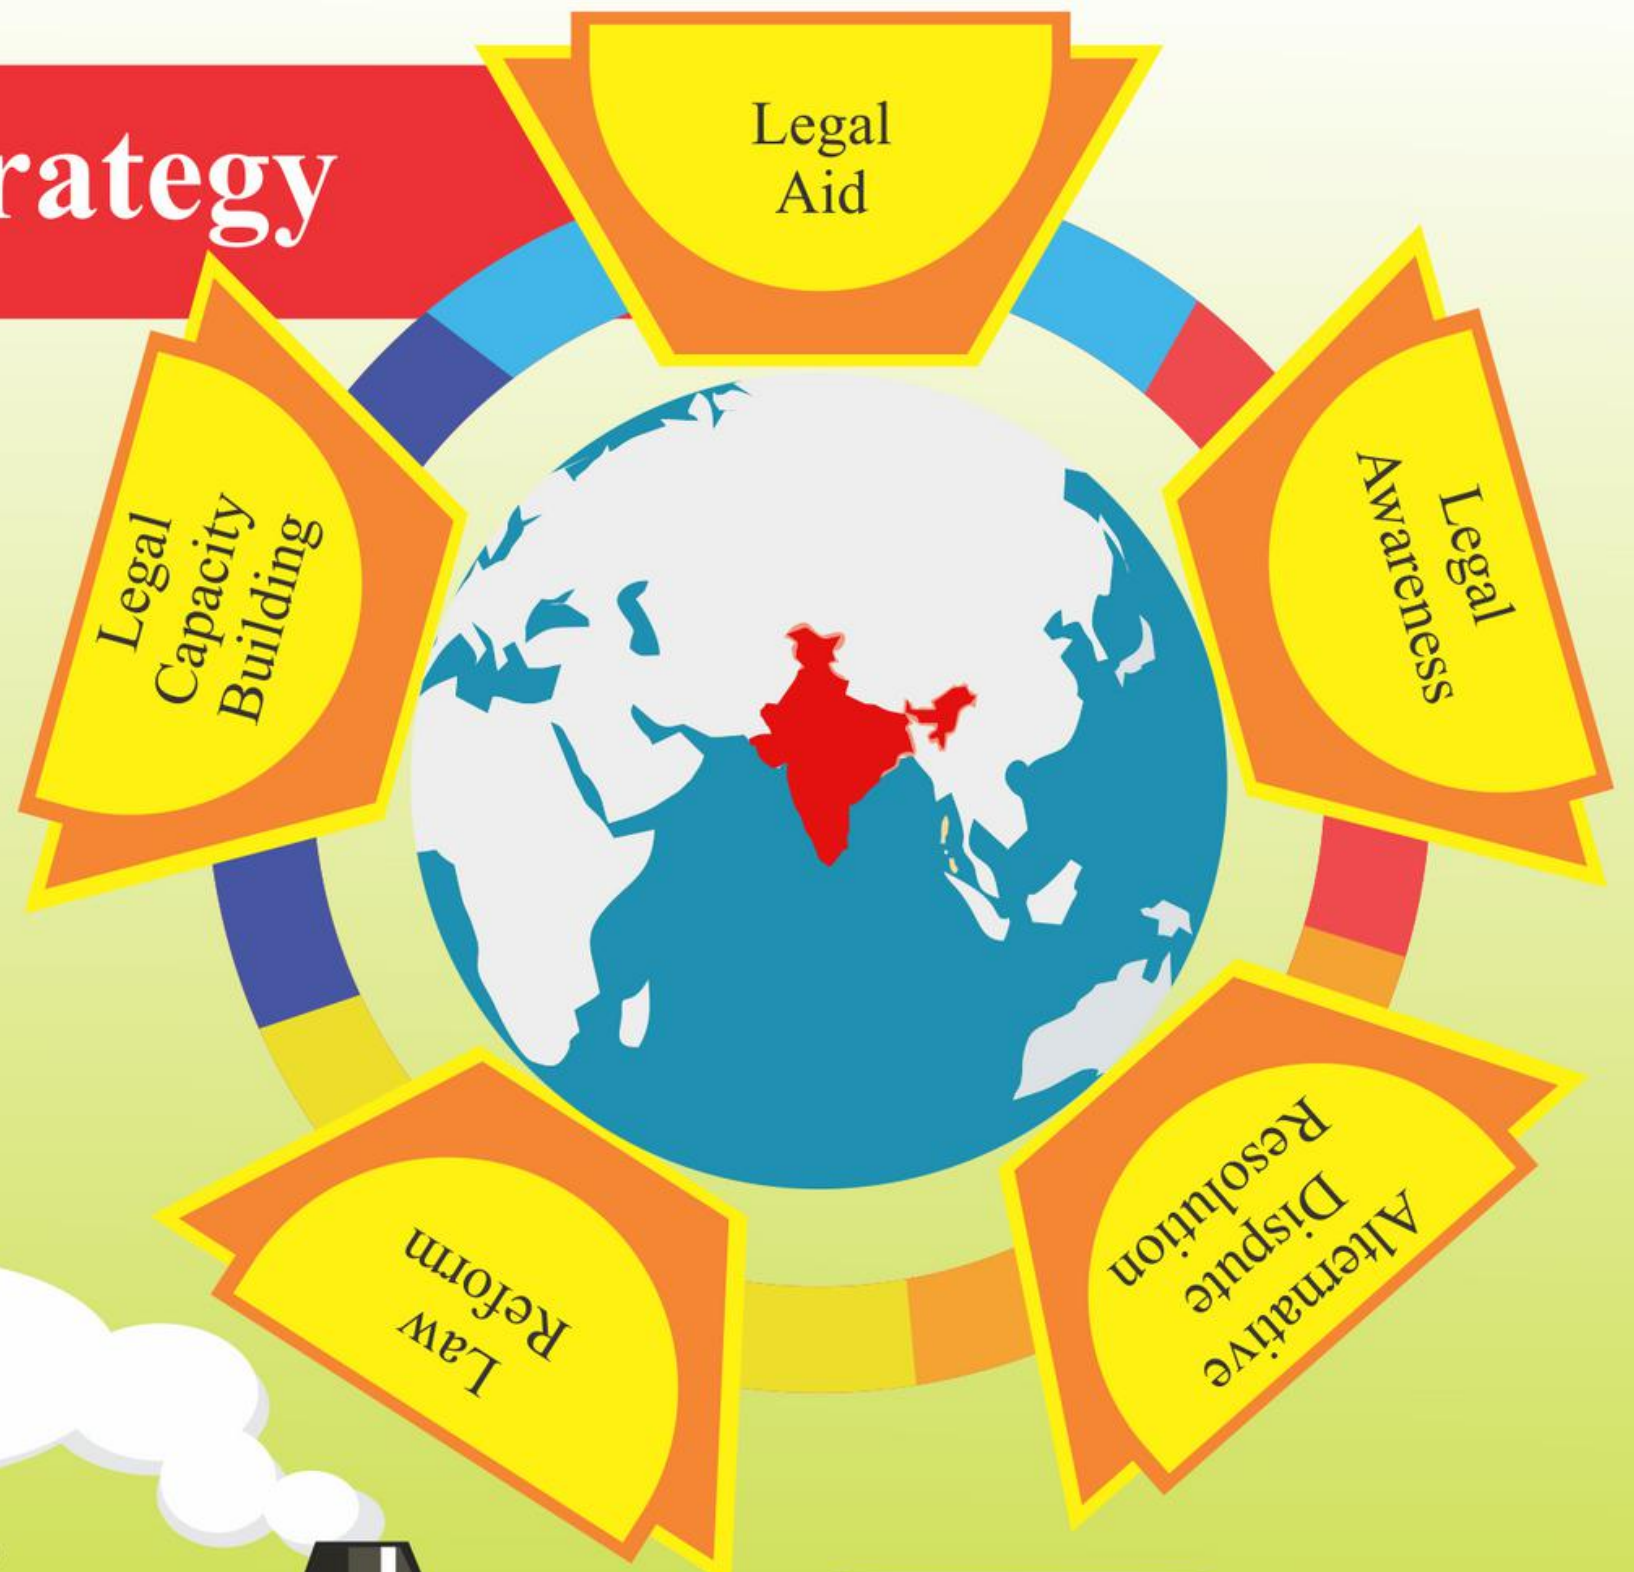 rategy
Legal
Aid
Legal
Awareness
Alternative
Dispute
Resolution
Law
Reform
Legal
Capacity
Building